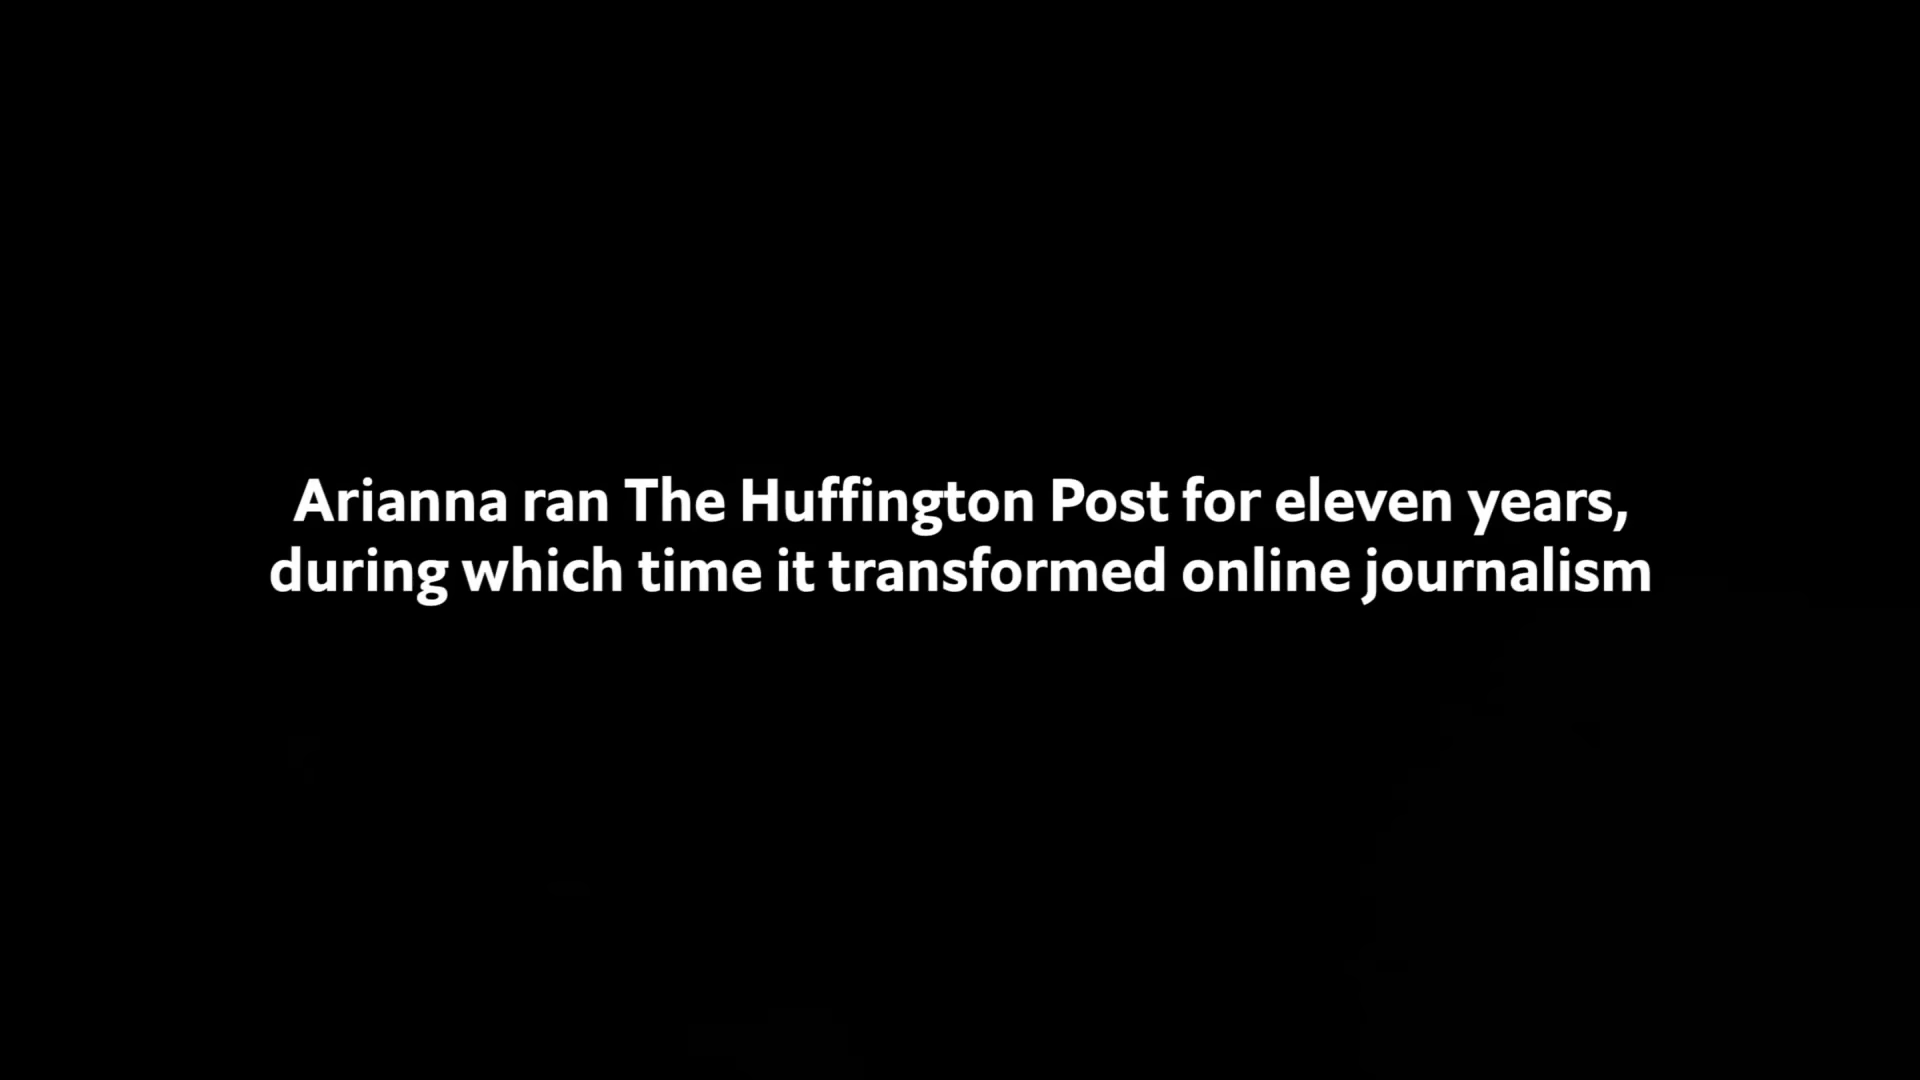 Arianna ran The Huffington Post for eleven years,
during which time it transformed online journalism